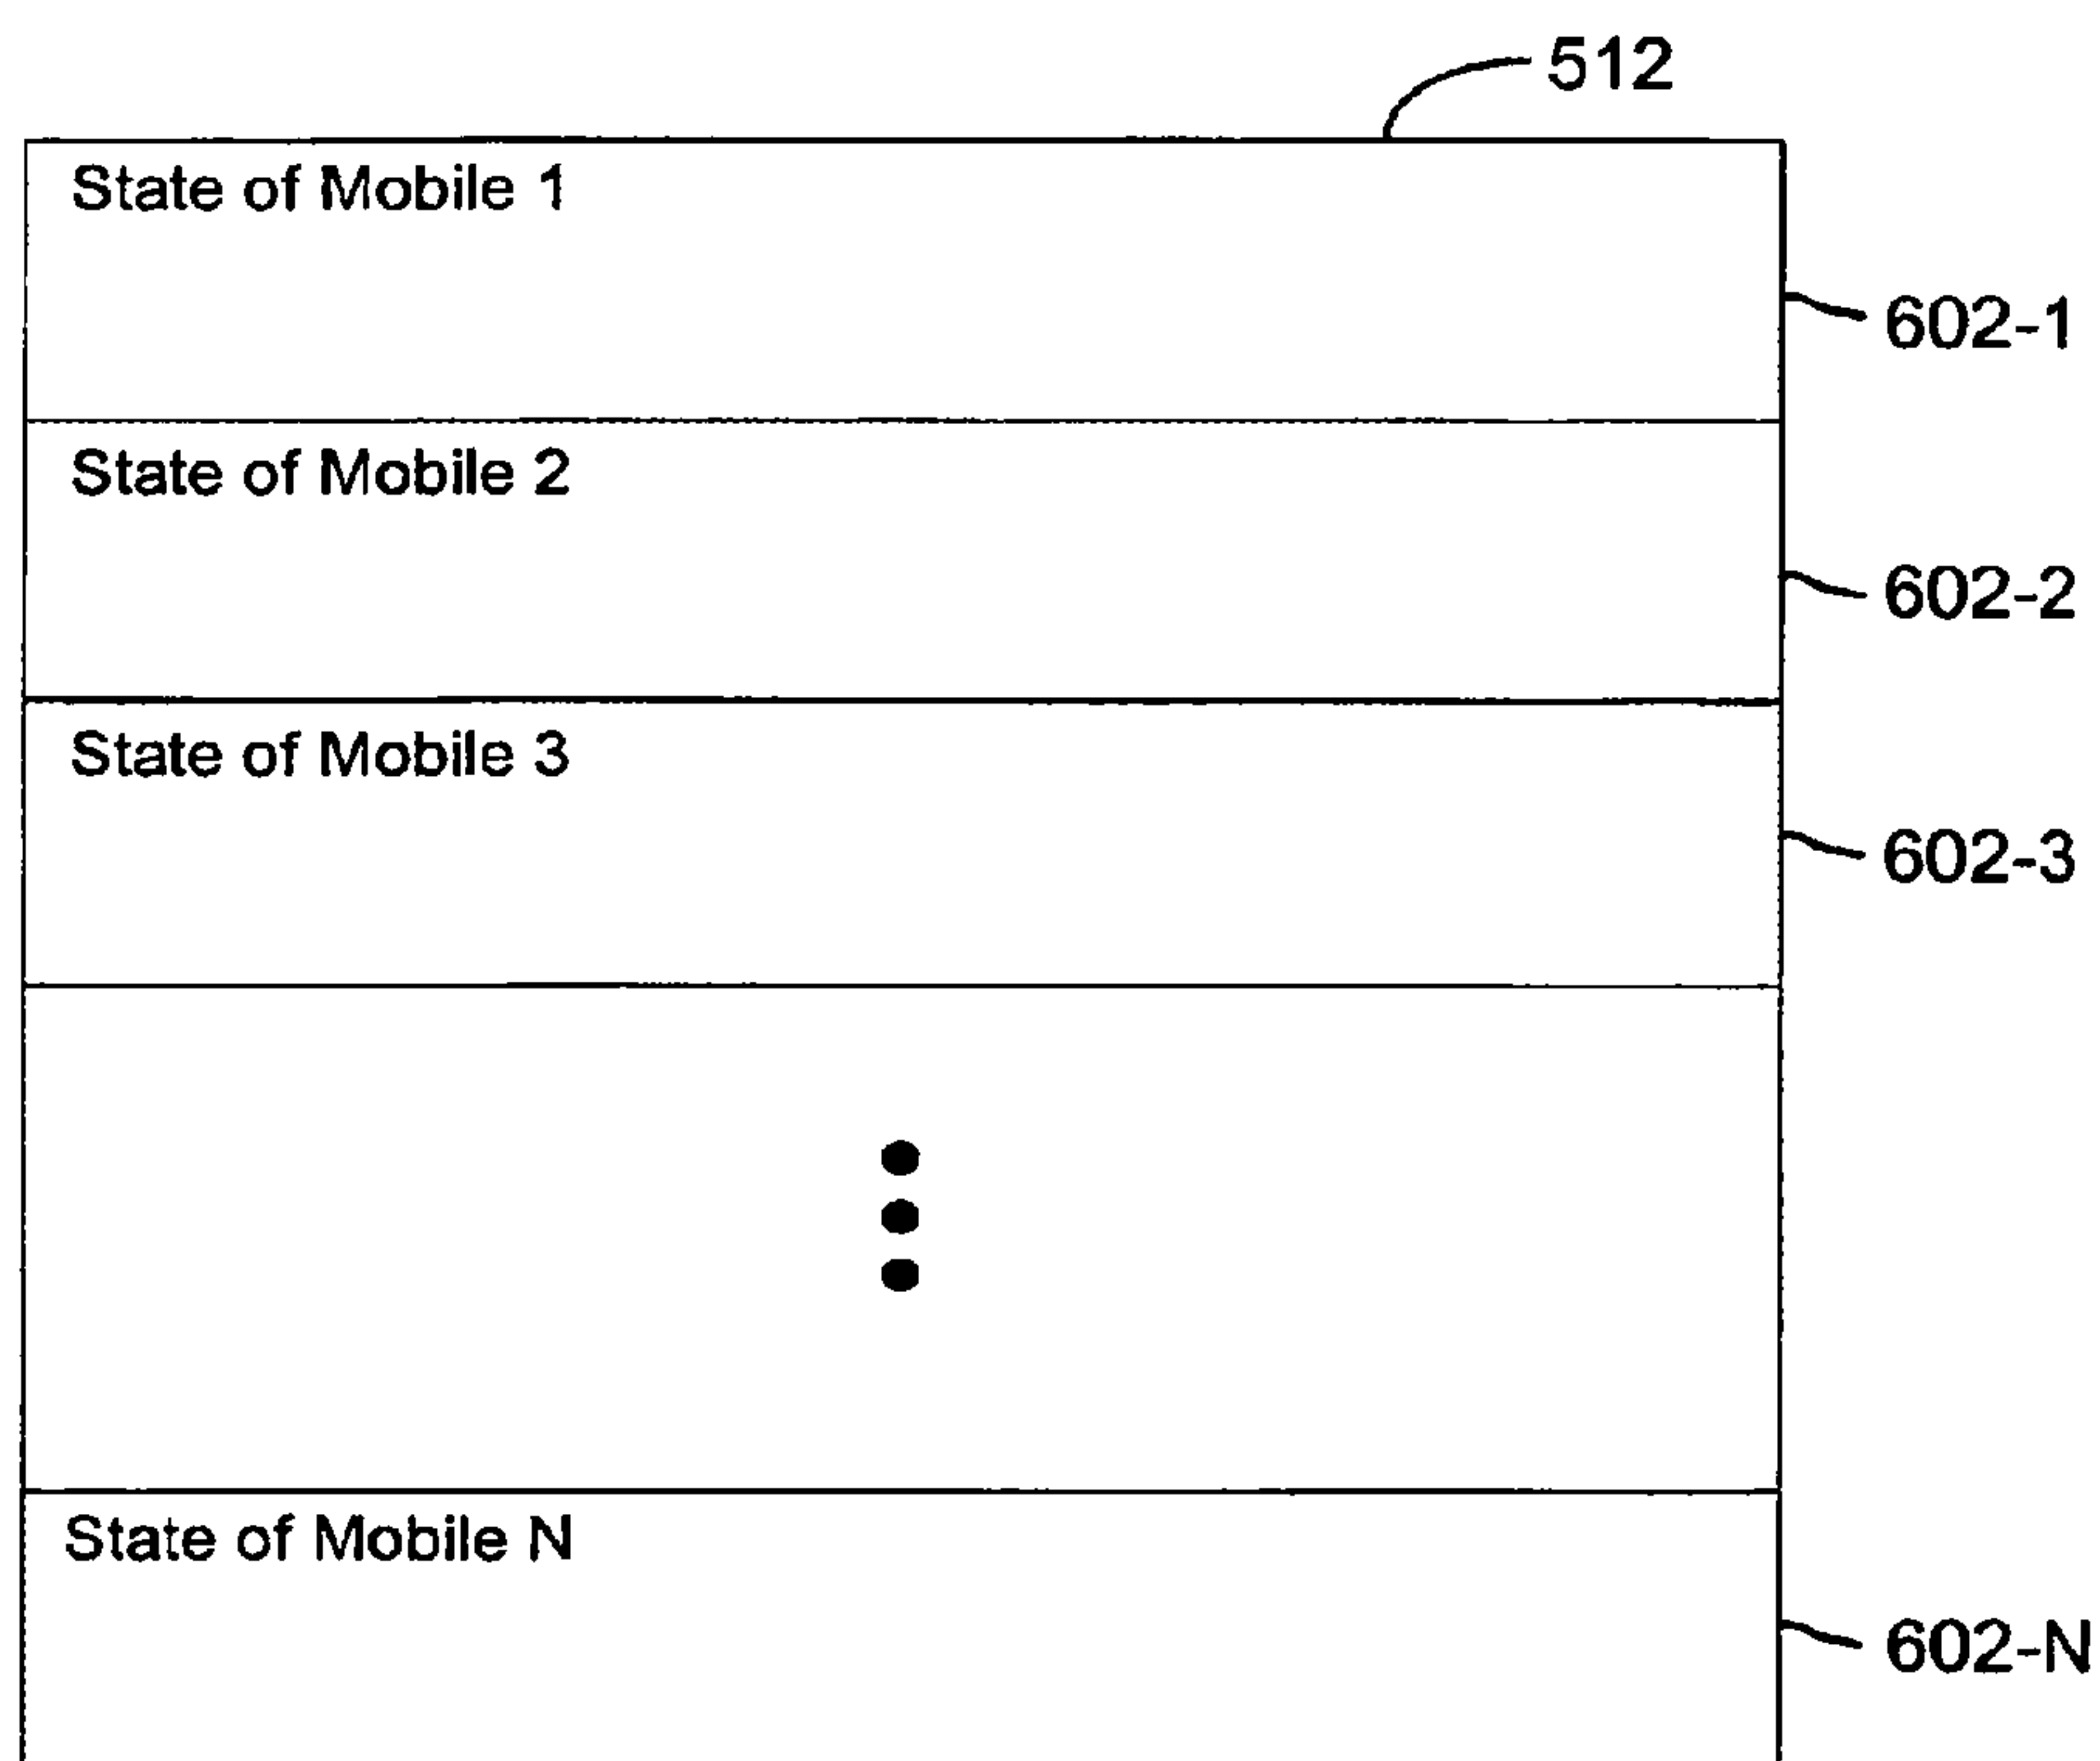 512
State of Mobile 1
602-1
State of Mobile 2
602-2
State of Mobile 3
602-3
State of Mobile N
602-N